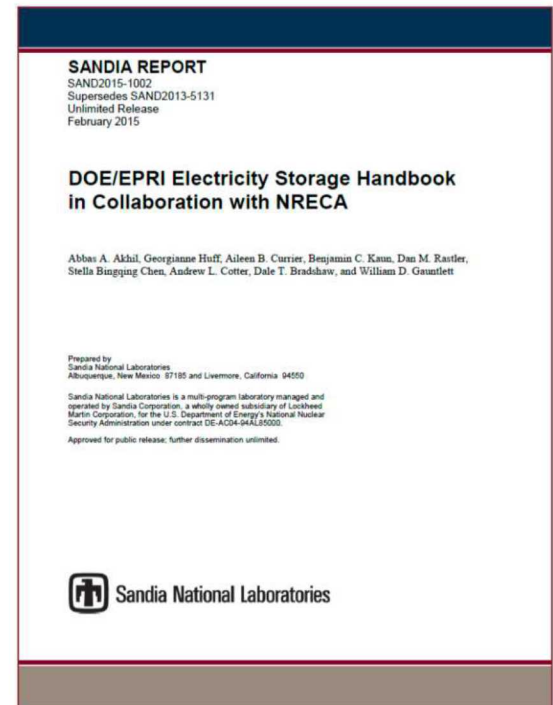 SANDIA REPORT
SAND2015-1002
Supersedes SAND2013-5131
Unlimited Release
February 2015
DOE/EPRI Electricity Storage Handbook
in Collaboration with NRECA
Abbas A. Akhil, Georgianne Huff, Aileen B. Currier, Benjamin C. Kaun, Dan M. Rastler,
Stella Bingqing Chen, Andrew L. Cotter, Dale T. Bradshaw, and William D. Gauntlett
Prepared by
Sandia National Laboratories
Albuquerque, New Mexico 87185 and Livermore, California 94550
Sandia National Laboratories is a multi-program laboratory managed and
operated by Sandia Corporation, a wholly owned subsidiary of Lockheed
Martin Corporation, for the U.S. Department of Energy's National Nuclear
Security Administration under contract DE-AC04-94AL85000.
Approved for public release; further dissemination unlimited.
Sandia National Laboratories